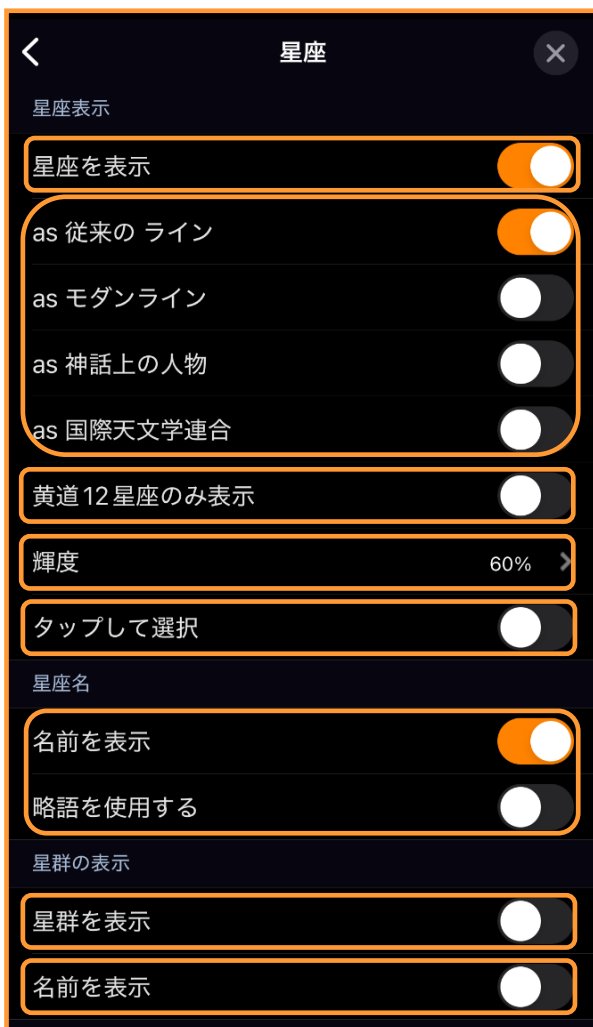 星座
星座表示
星座を表示
as 従来の ライン
as モダンライン
as 神話上の人物
as 国際天文学連合
黄道12星座のみ表示
輝度 60%
タップして選択
星座名
名前を表示
略語を使用する
星群の表示
星群を表示
名前を表示